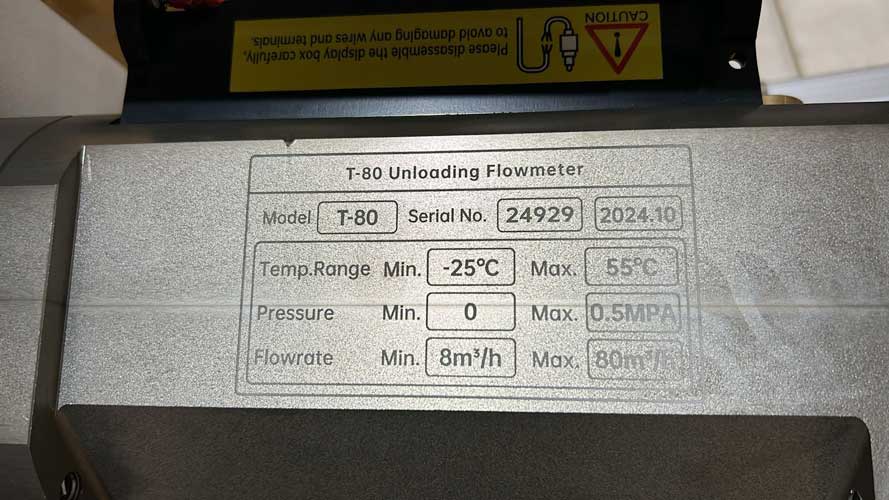 CAUTION
Please disassemble the display box carefully,
to avoid damaging any wires and terminals.
T-80 Unloading Flowmeter
Model T-80 Serial No. 24929 2024.10
Temp.Range Min. -25°C Max. 55°C
Pressure Min. 0 Max. 0.5MPA
Flowrate Min. 8m³/h Max. 80m³/h